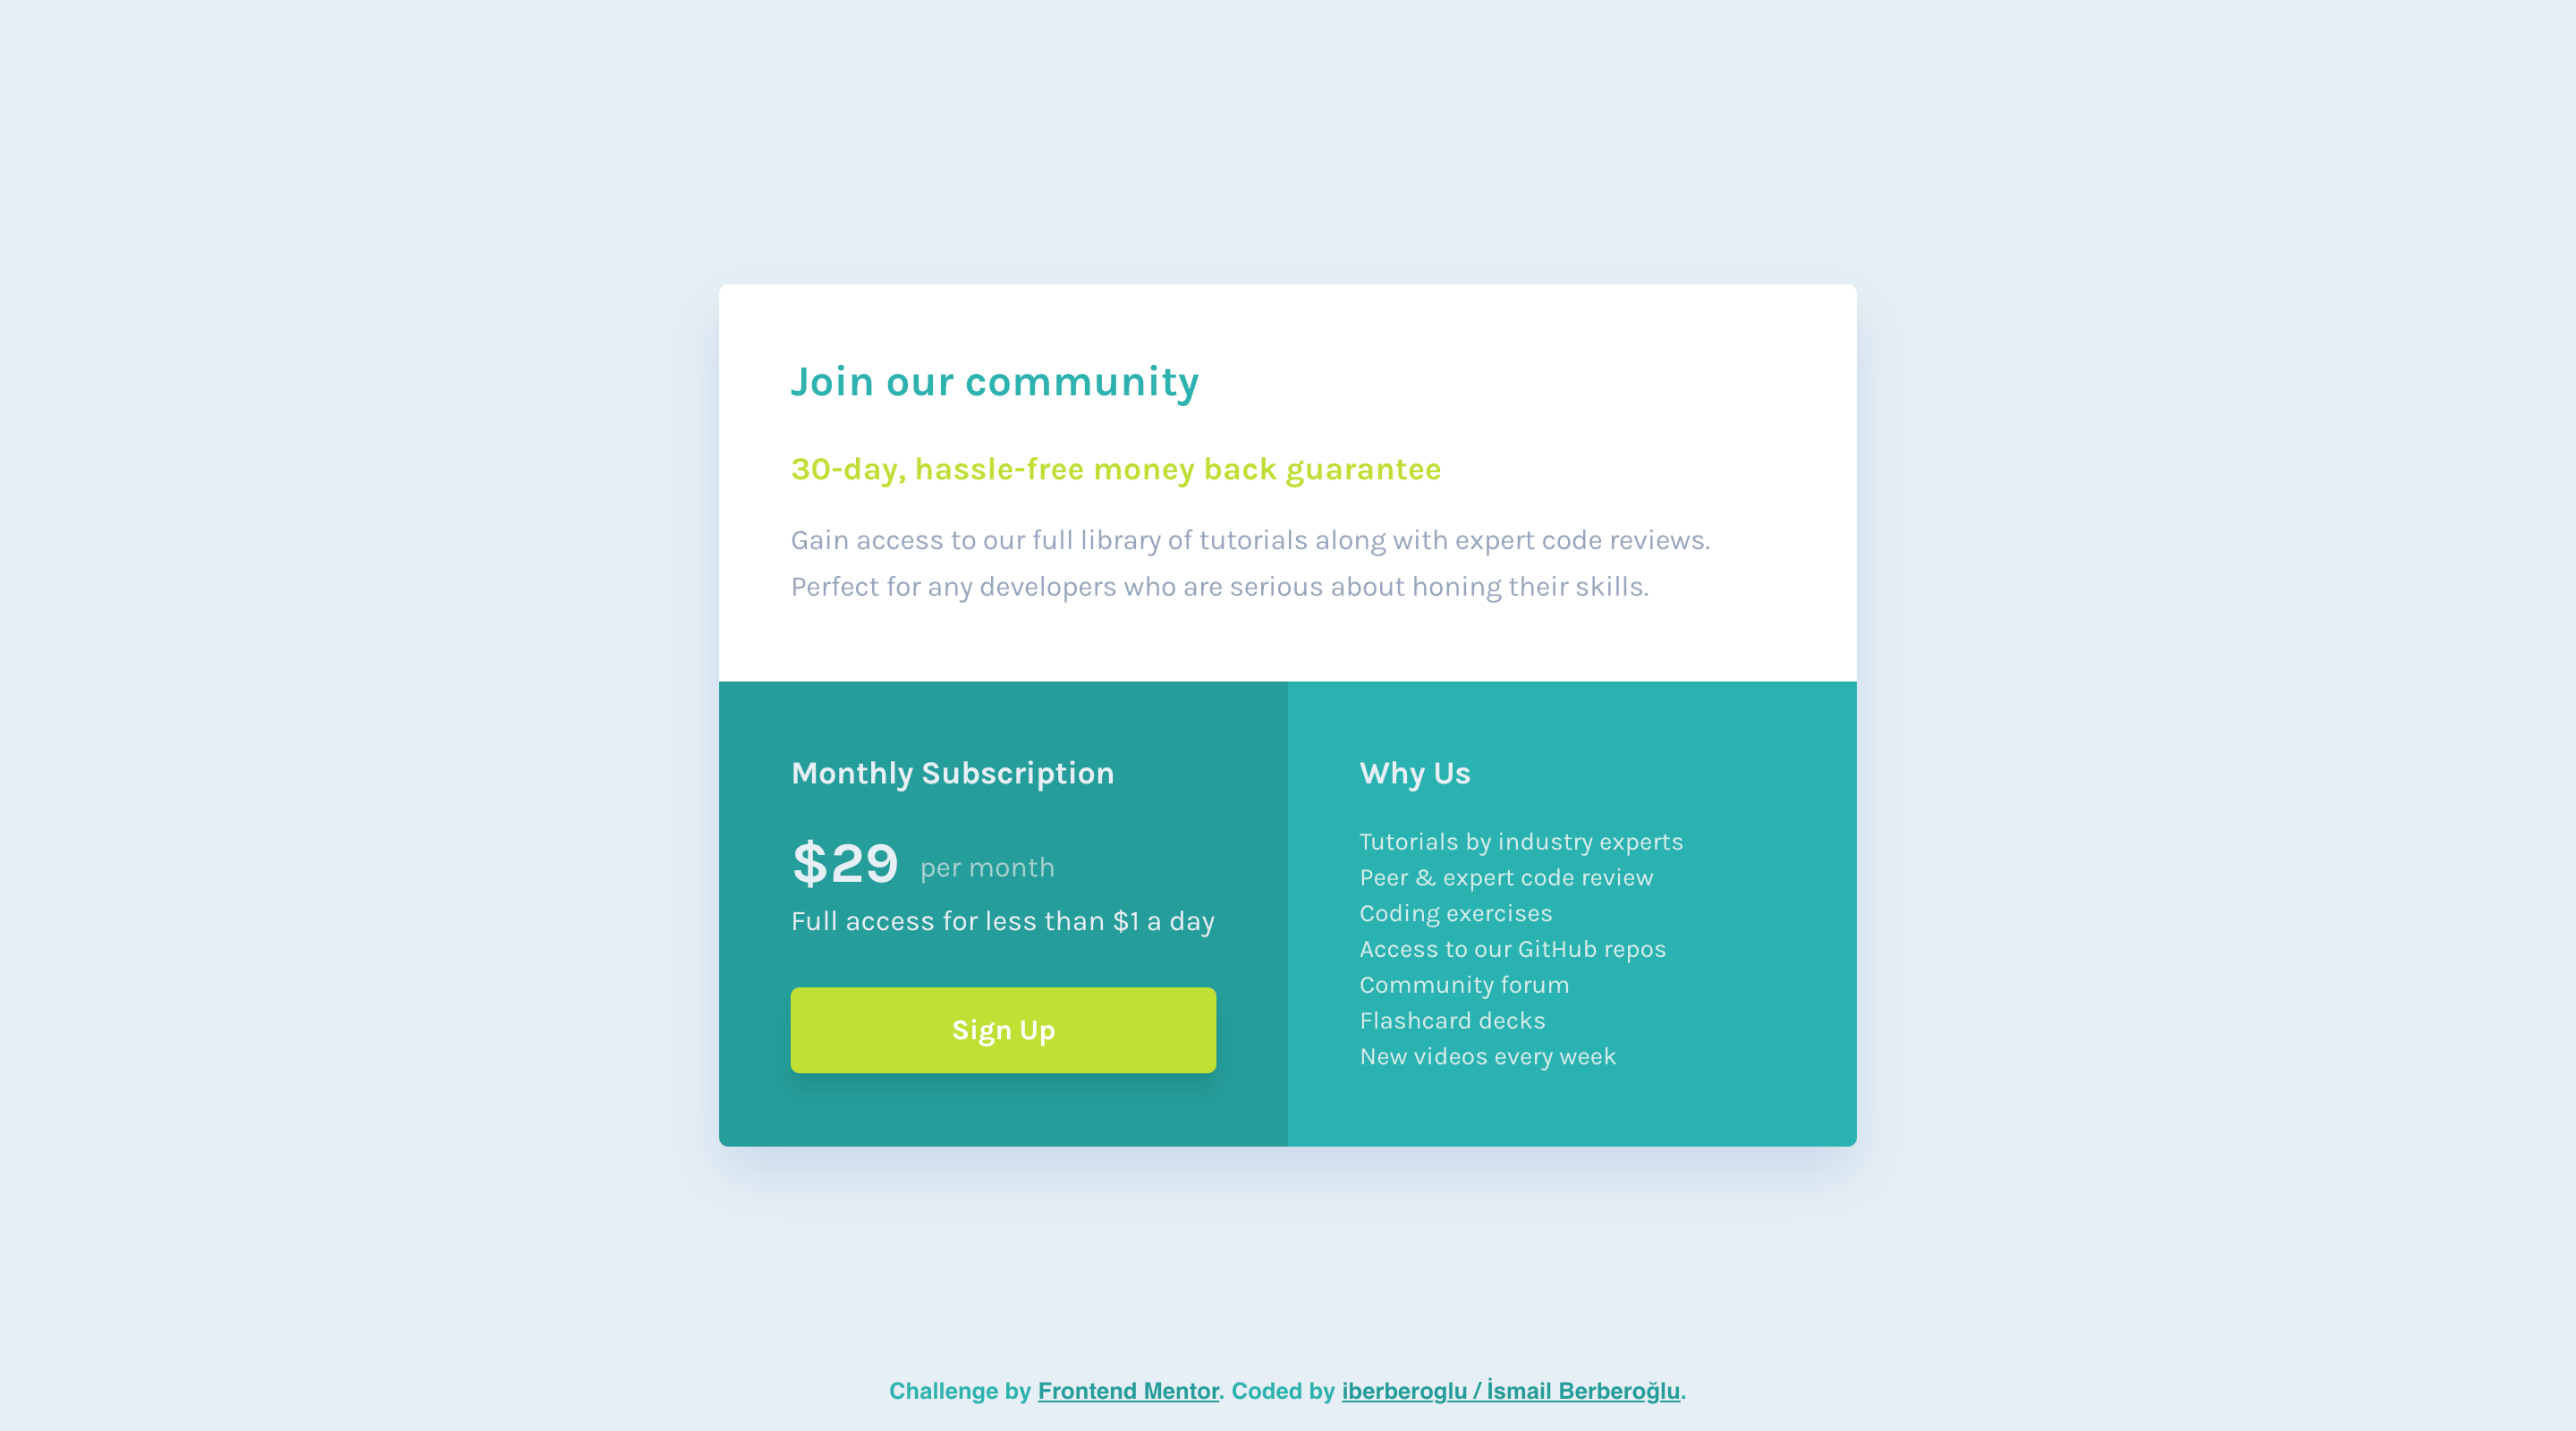 Join our community
30-day, hassle-free money back guarantee
Gain access to our full library of tutorials along with expert code reviews.
Perfect for any developers who are serious about honing their skills.
Monthly Subscription
$29 per month
Full access for less than $1 a day
Sign Up
Why Us
Tutorials by industry experts
Peer & expert code review
Coding exercises
Access to our GitHub repos
Community forum
Flashcard decks
New videos every week
Challenge by Frontend Mentor. Coded by iberberoglu / İsmail Berberoğlu.